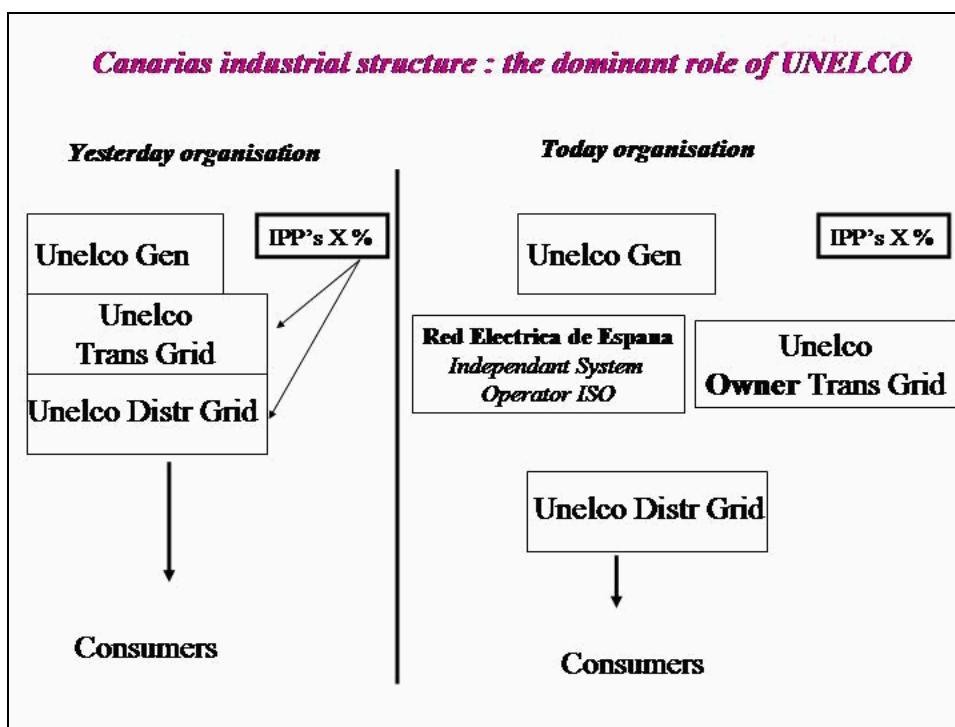 Canarias industrial structure : the dominant role of UNELCO
Yesterday organisation
Unelco Gen
IPP's X %
Unelco
Trans Grid
Unelco Distr Grid
Consumers
Today organisation
Unelco Gen
IPP's X %
Red Electrica de Espana
Independant System
Operator ISO
Unelco
Owner Trans Grid
Unelco Distr Grid
Consumers